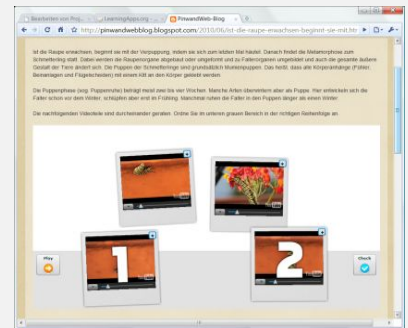 Bearbeiten von Proj...
LearningApps.org - ...
PinwandWeb-Blog
http://pinwandwebblog.blogspot.com/2010/06/ist-die-raupe-erwachsen-beginnt-sie-mit.htm
Ist die Raupe erwachsen, beginnt sie mit der Verpuppung, indem sie sich zum letzten Mal häutet. Danach findet die Metamorphose zum
Schmetterling statt. Dabei werden die Raupenorgane abgebaut oder umgeformt und zu Falterorganen umgebildet und auch die gesamte äußere
Gestalt der Tiere ändert sich. Die Puppen der Schmetterlinge sind grundsätzlich Mumienpuppen. Das heißt, dass alle Körperanhänge (Fühler,
Beinanlagen und Flügelscheiden) mit einem Kitt an den Körper geklebt werden.
Die Puppenphase (sog. Puppenruhe) beträgt meist zwei bis vier Wochen. Manche Arten überwintern aber als Puppe. Hier entwickeln sich die
Falter schon vor dem Winter, schlüpfen aber erst im Frühling. Manchmal ruhen die Falter in den Puppen länger als einen Winter.
Die nachfolgenden Videoteile sind durcheinander geraten. Ordne Sie im unteren grauen Bereich in der richtigen Reihenfolge an.
Play
1
2
Check